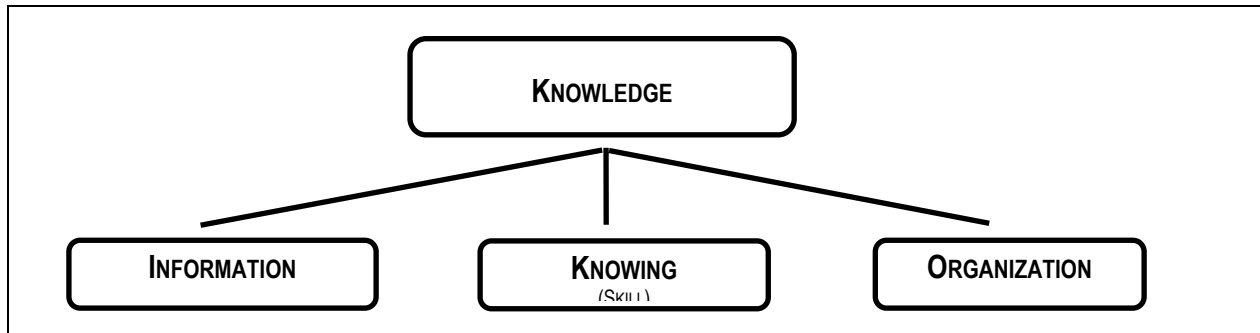 KNOWLEDGE
INFORMATION
KNOWING
(SKILL)
ORGANIZATION